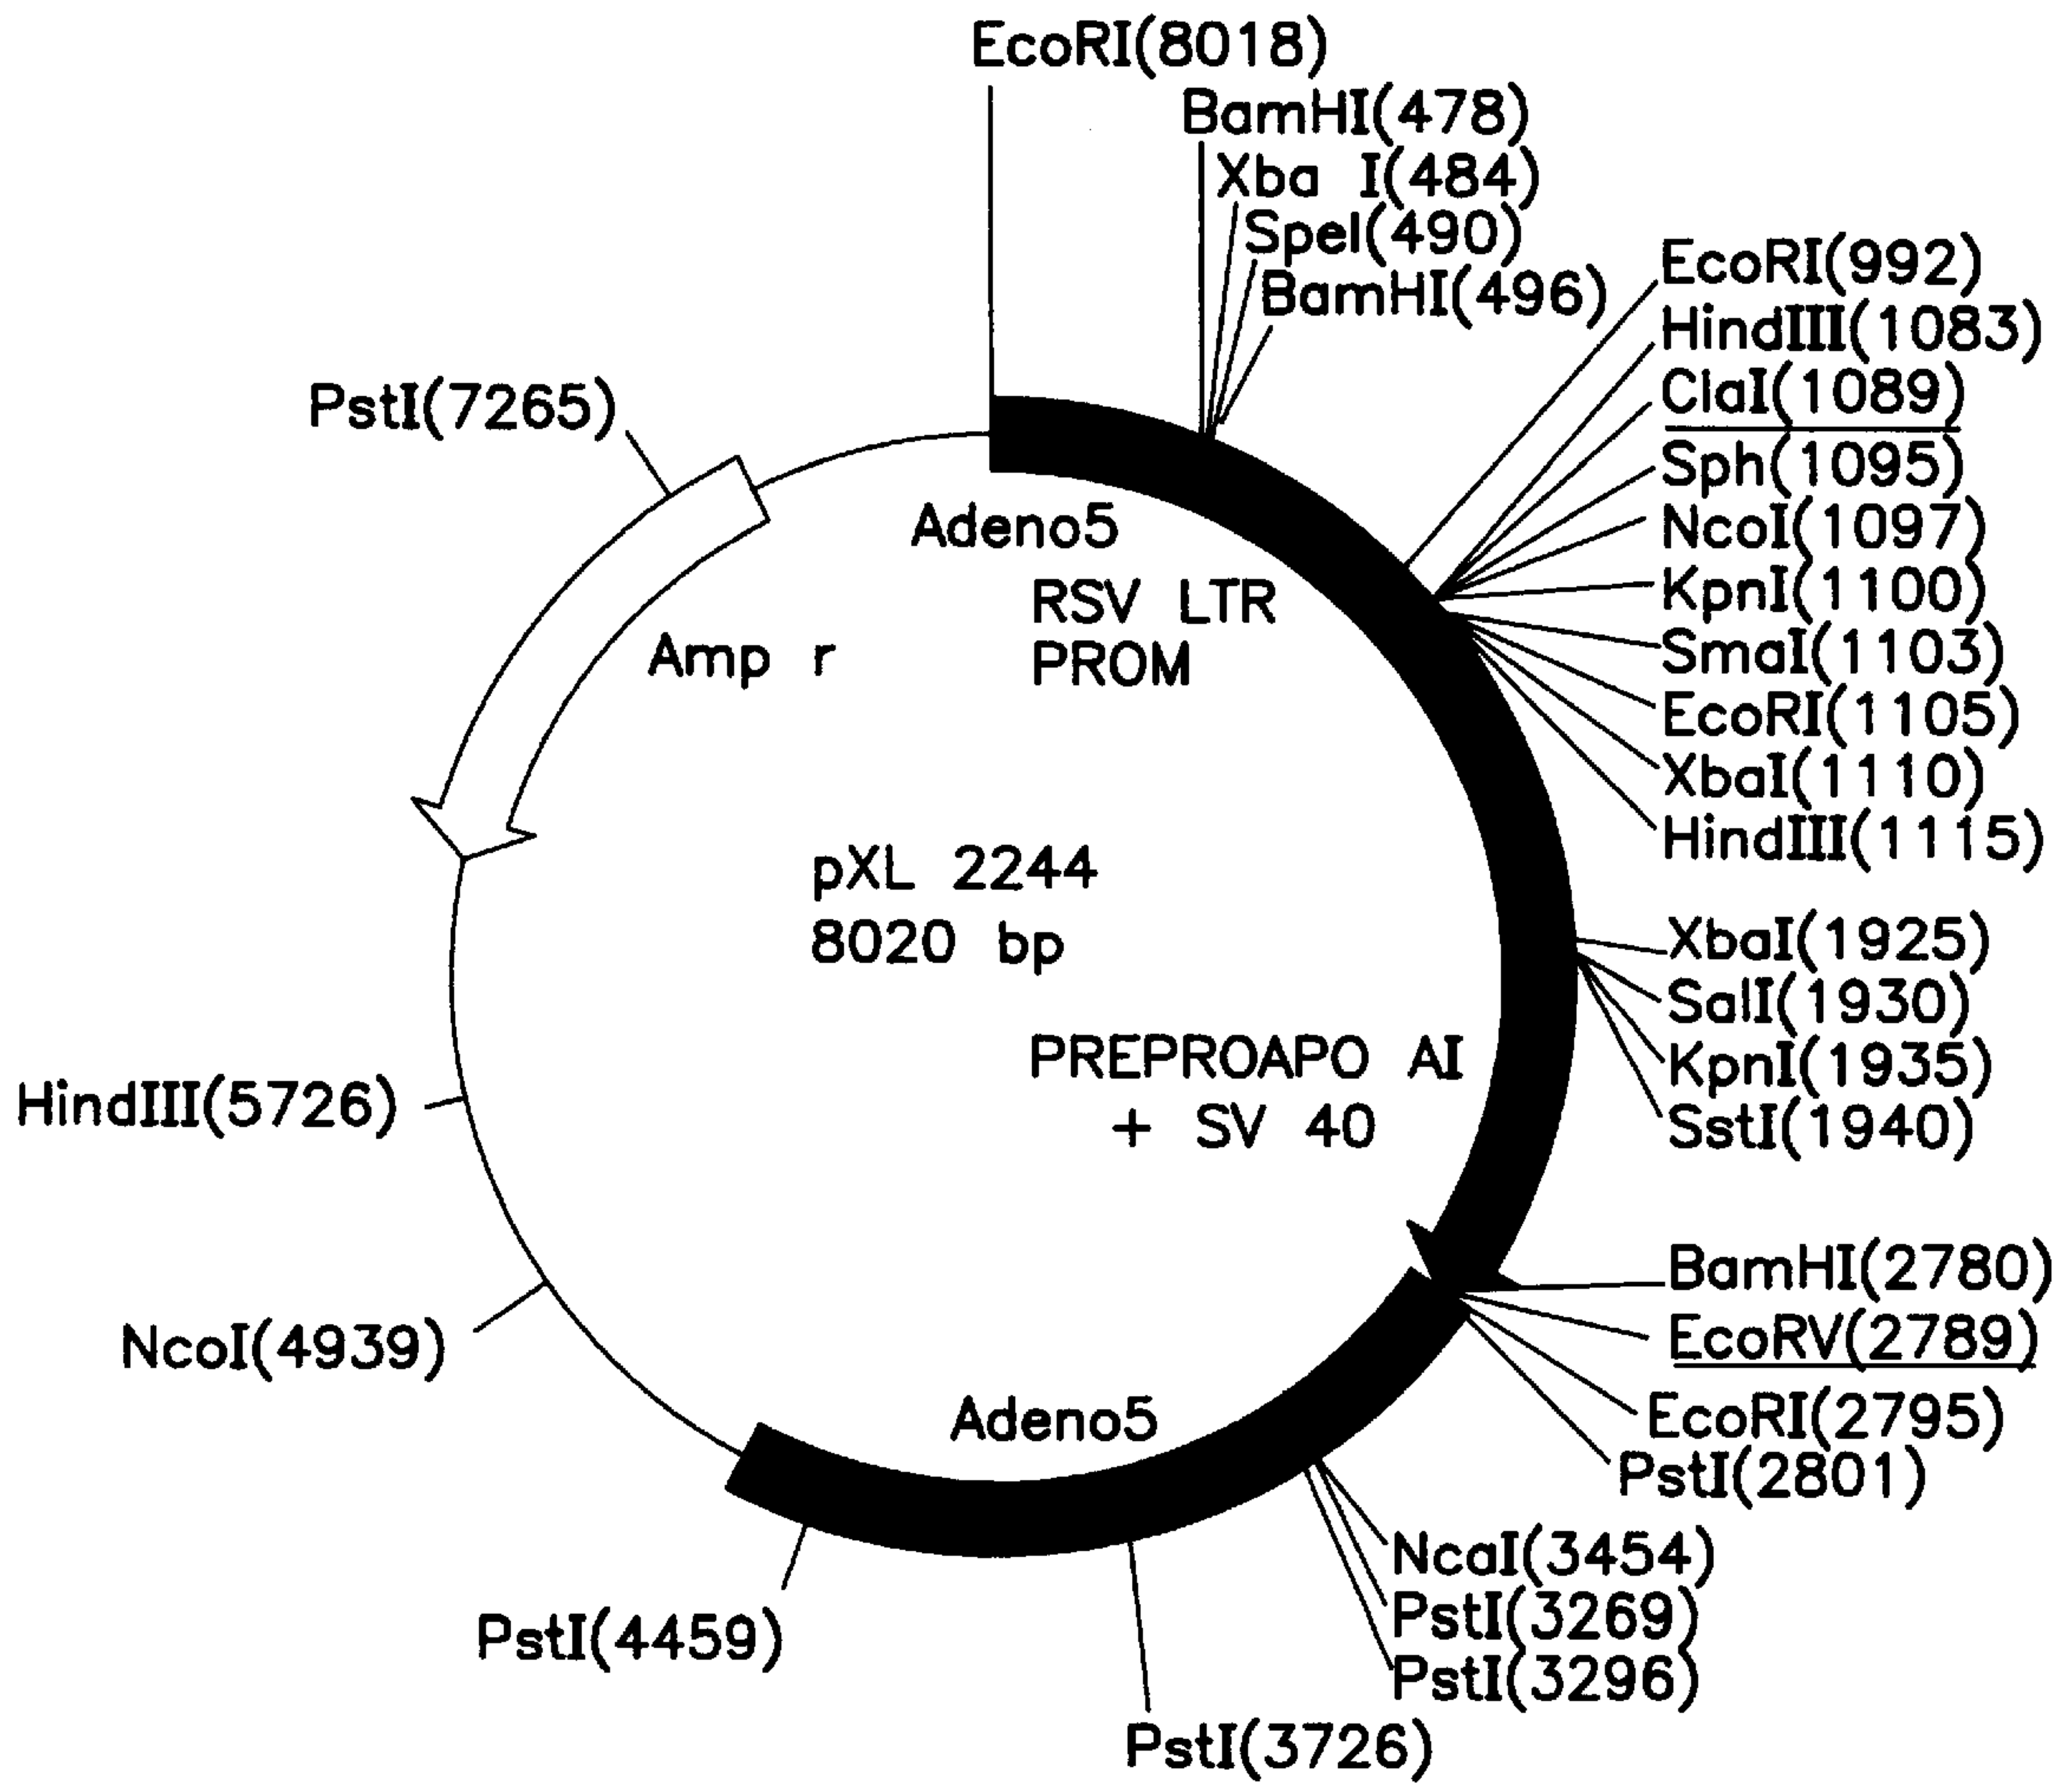 EcoRI(8018)
BamHI(478)
Xba I(484)
SpeI(490)
BamHI(496)
EcoRI(992)
HindIII(1083)
ClaI(1089)
Sph(1095)
NcoI(1097)
KpnI(1100)
SmaI(1103)
EcoRI(1105)
XbaI(1110)
HindIII(1115)
PstI(7265)
Adeno5
RSV LTR
PROM
Amp r
pXL 2244
8020 bp
XbaI(1925)
SalI(1930)
KpnI(1935)
SstI(1940)
PREPROAPO AI
+ SV 40
HindIII(5726)
NcoI(4939)
BamHI(2780)
EcoRV(2789)
EcoRI(2795)
PstI(2801)
Adeno5
NcaI(3454)
PstI(3269)
PstI(3296)
PstI(4459)
PstI(3726)